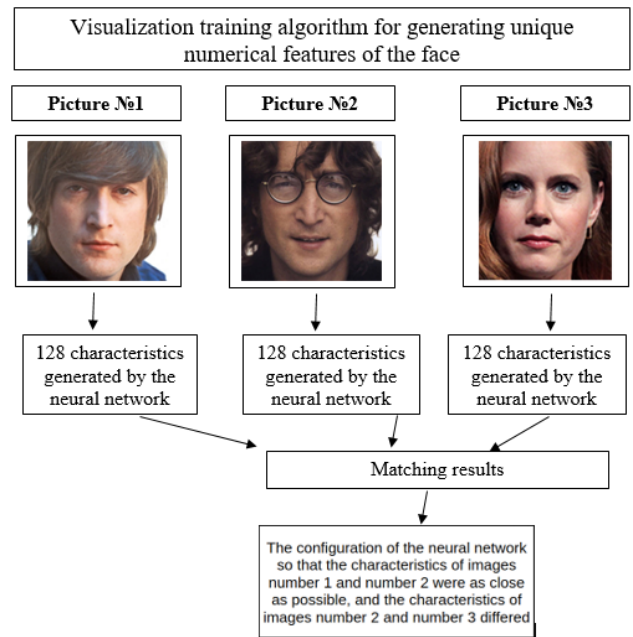 Visualization training algorithm for generating unique
numerical features of the face
Picture №1
Picture №2
Picture №3
128 characteristics
generated by the
neural network
128 characteristics
generated by the
neural network
128 characteristics
generated by the
neural network
Matching results
The configuration of the neural network
so that the characteristics of images
number 1 and number 2 were as close
as possible, and the characteristics of
images number 2 and number 3 differed